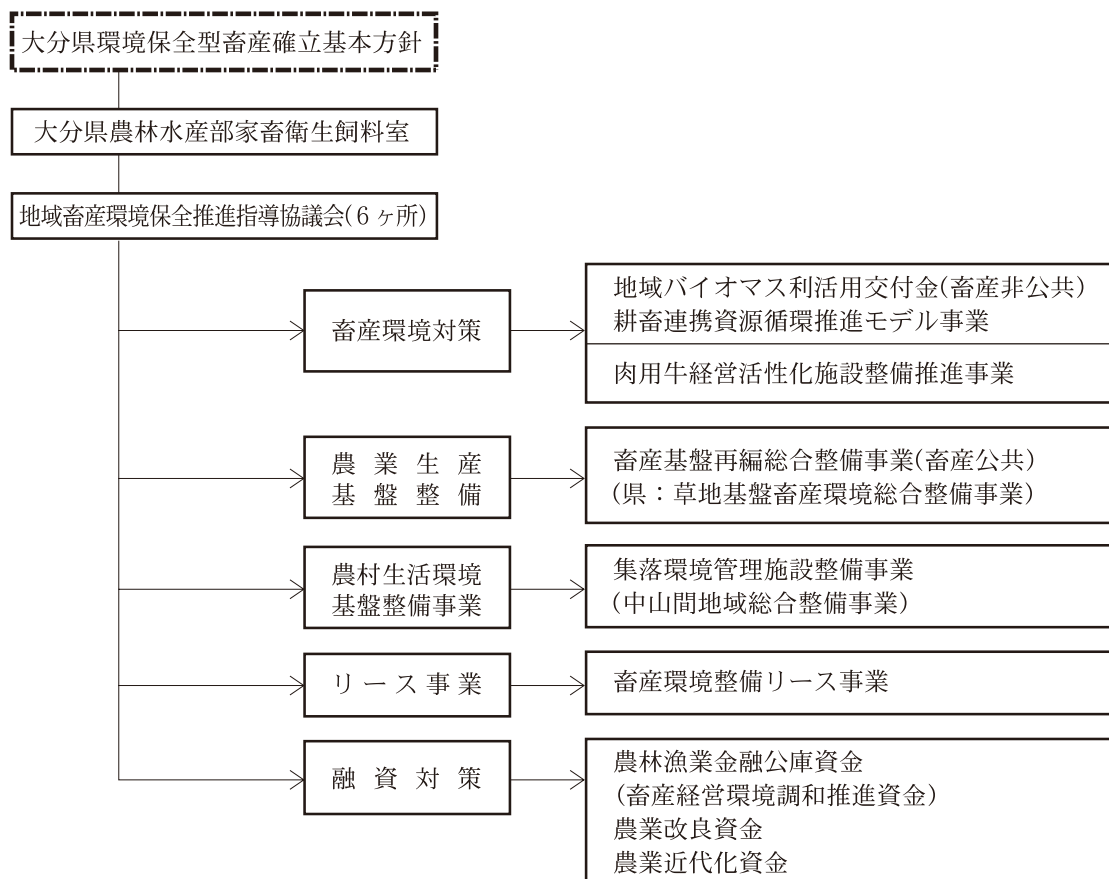 大分県環境保全型畜産確立基本方針
大分県農林水産部家畜衛生飼料室
地域畜産環境保全推進指導協議会(6ヶ所)
畜産環境対策
地域バイオマス利活用交付金(畜産非公共)
耕畜連携資源循環推進モデル事業
肉用牛経営活性化施設整備推進事業
農業生産
基盤整備
畜産基盤再編総合整備事業(畜産公共)
(県：草地基盤畜産環境総合整備事業)
農村生活環境
基盤整備事業
集落環境管理施設整備事業
(中山間地域総合整備事業)
リース事業
畜産環境整備リース事業
融資対策
農林漁業金融公庫資金
(畜産経営環境調和推進資金)
農業改良資金
農業近代化資金